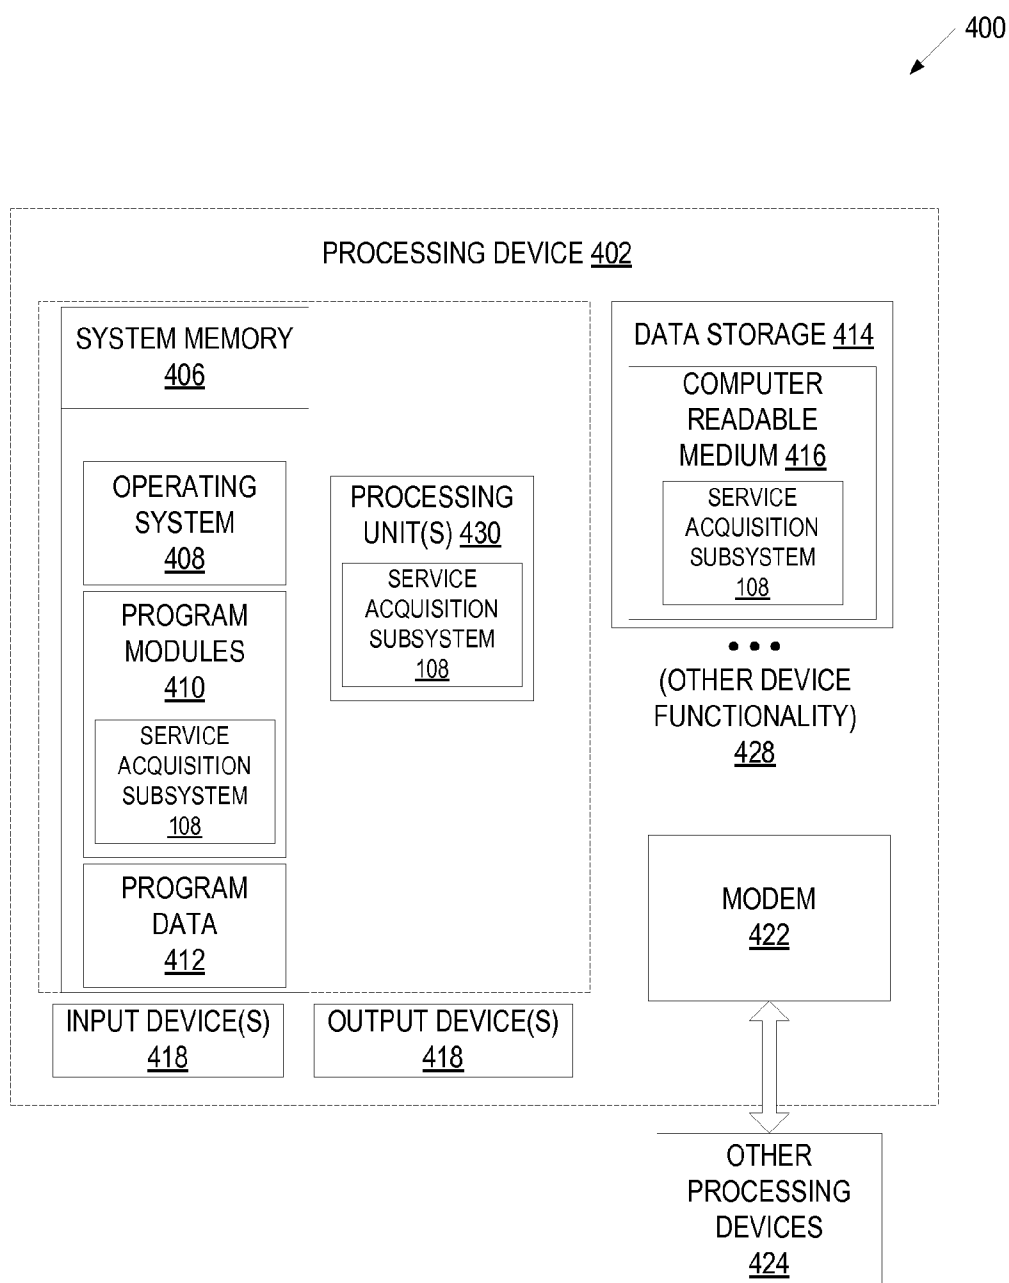 400
PROCESSING DEVICE 402
SYSTEM MEMORY
406
OPERATING
SYSTEM
408
PROGRAM
MODULES
410
SERVICE
ACQUISITION
SUBSYSTEM
108
PROGRAM
DATA
412
PROCESSING
UNIT(S) 430
SERVICE
ACQUISITION
SUBSYSTEM
108
DATA STORAGE 414
COMPUTER
READABLE
MEDIUM 416
SERVICE
ACQUISITION
SUBSYSTEM
108
(OTHER DEVICE
FUNCTIONALITY)
428
MODEM
422
INPUT DEVICE(S)
418
OUTPUT DEVICE(S)
418
OTHER
PROCESSING
DEVICES
424